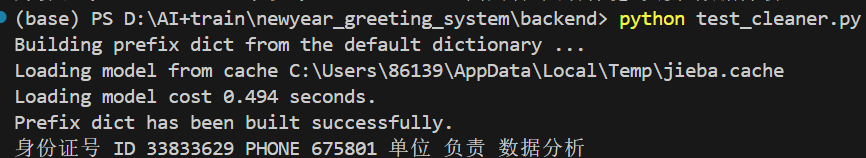 (base) PS D:\AI+train\newyear_greeting_system\backend> python test_cleaner.py
Building prefix dict from the default dictionary ...
Loading model from cache C:\Users\86139\AppData\Local\Temp\jieba.cache
Loading model cost 0.494 seconds.
Prefix dict has been built successfully.
身份证号 ID 33833629 PHONE 675801 单位 负责 数据分析